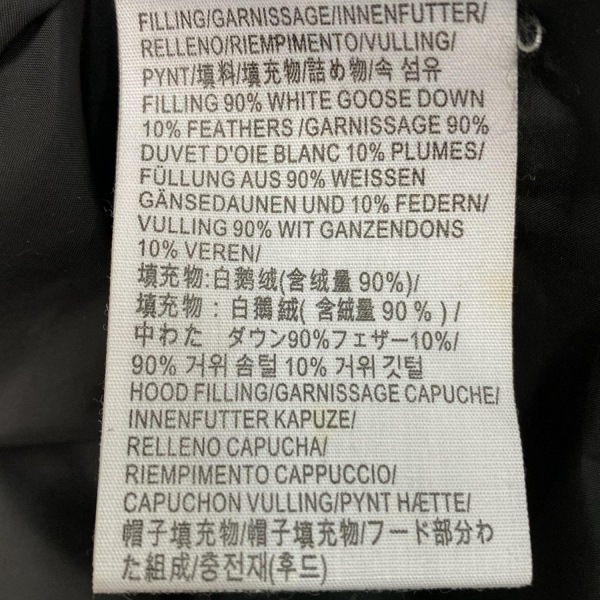 FILLING/GARNISSAGE/INNENFUTTER/
RELLENO/RIEMPIMENTO/VULLING/
PYNT/填料/填充物/詰め物/속 섬유
FILLING 90% WHITE GOOSE DOWN
10% FEATHERS /GARNISSAGE 90%
DUVET D'OIE BLANC 10% PLUMES/
FÜLLUNG AUS 90% WEISSEN
GÄNSEDAUNEN UND 10% FEDERN/
VULLING 90% WIT GANZENDONS
10% VEREN/
填充物:白鹅绒(含绒量 90%)/
填充物：白鵝絨( 含絨量 90 % ) /
中わた ダウン90%フェザー10%/
90% 거위 솜털 10% 거위 깃털
HOOD FILLING/GARNISSAGE CAPUCHE/
INNENFUTTER KAPUZE/
RELLENO CAPUCHA/
RIEMPIMENTO CAPPUCCIO/
CAPUCHON VULLING/PYNT HÆTTE/
帽子填充物/帽子填充物/フード部分わ
た組成/충전재(후드)